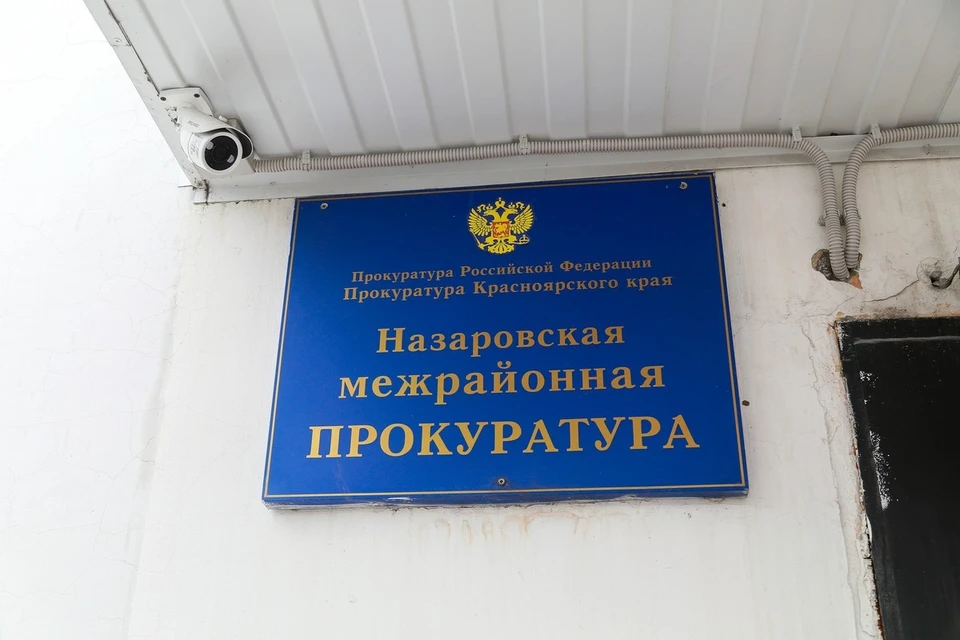 Прокуратура Российской Федерации
Прокуратура Красноярского края
Назаровская
межрайонная
ПРОКУРАТУРА